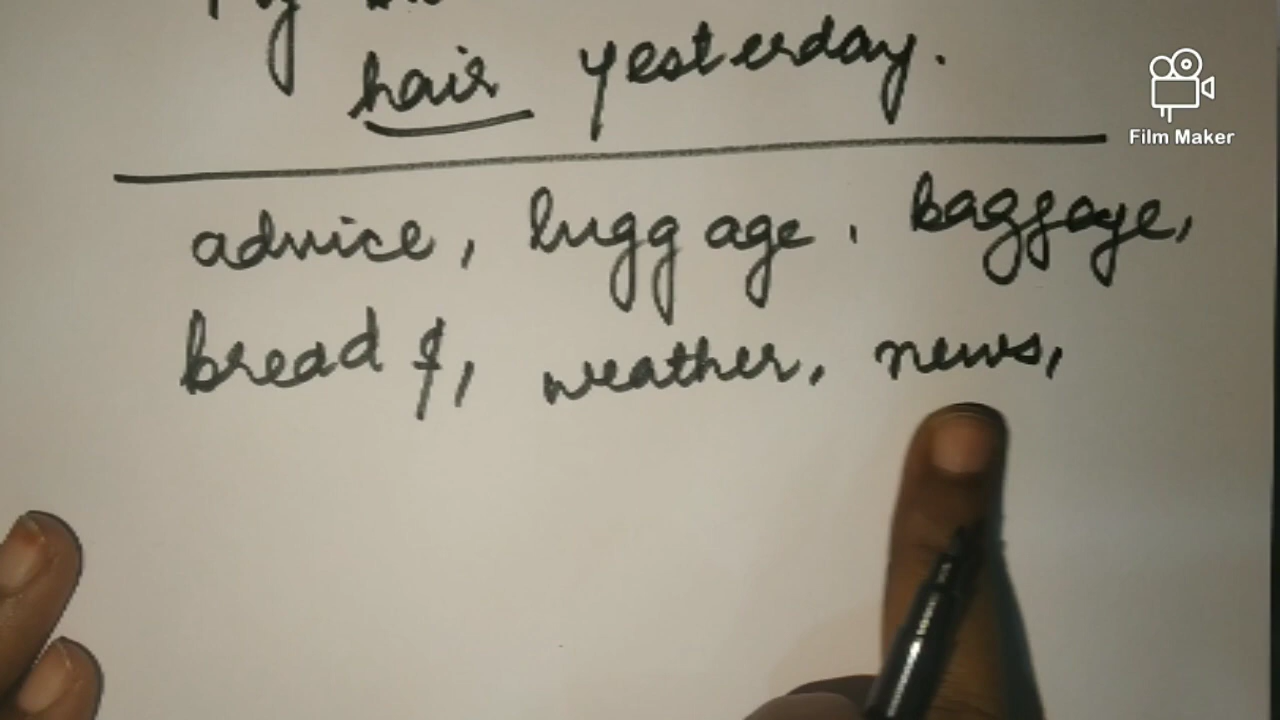 hair yesterday.
advice, luggage, Baggage,
bread, weather, news,
Film Maker